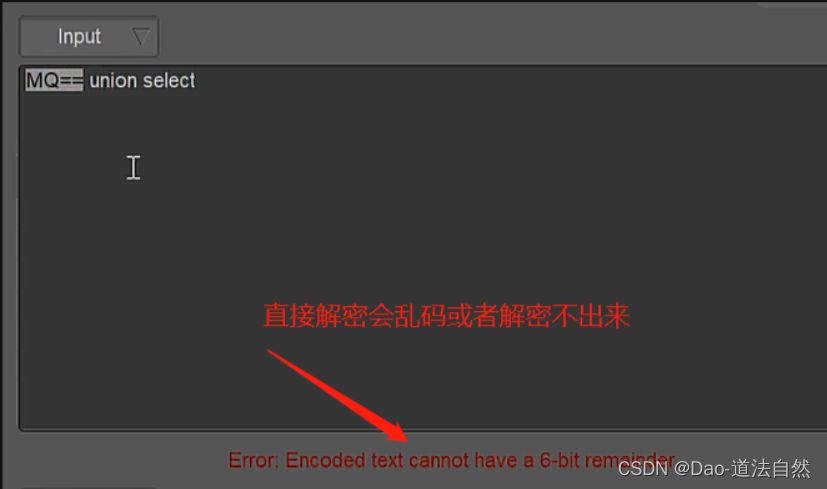 Input
MQ== union select
直接解密会乱码或者解密不出来
Error: Encoded text cannot have a 6-bit remainder
CSDN @Dao-道法自然